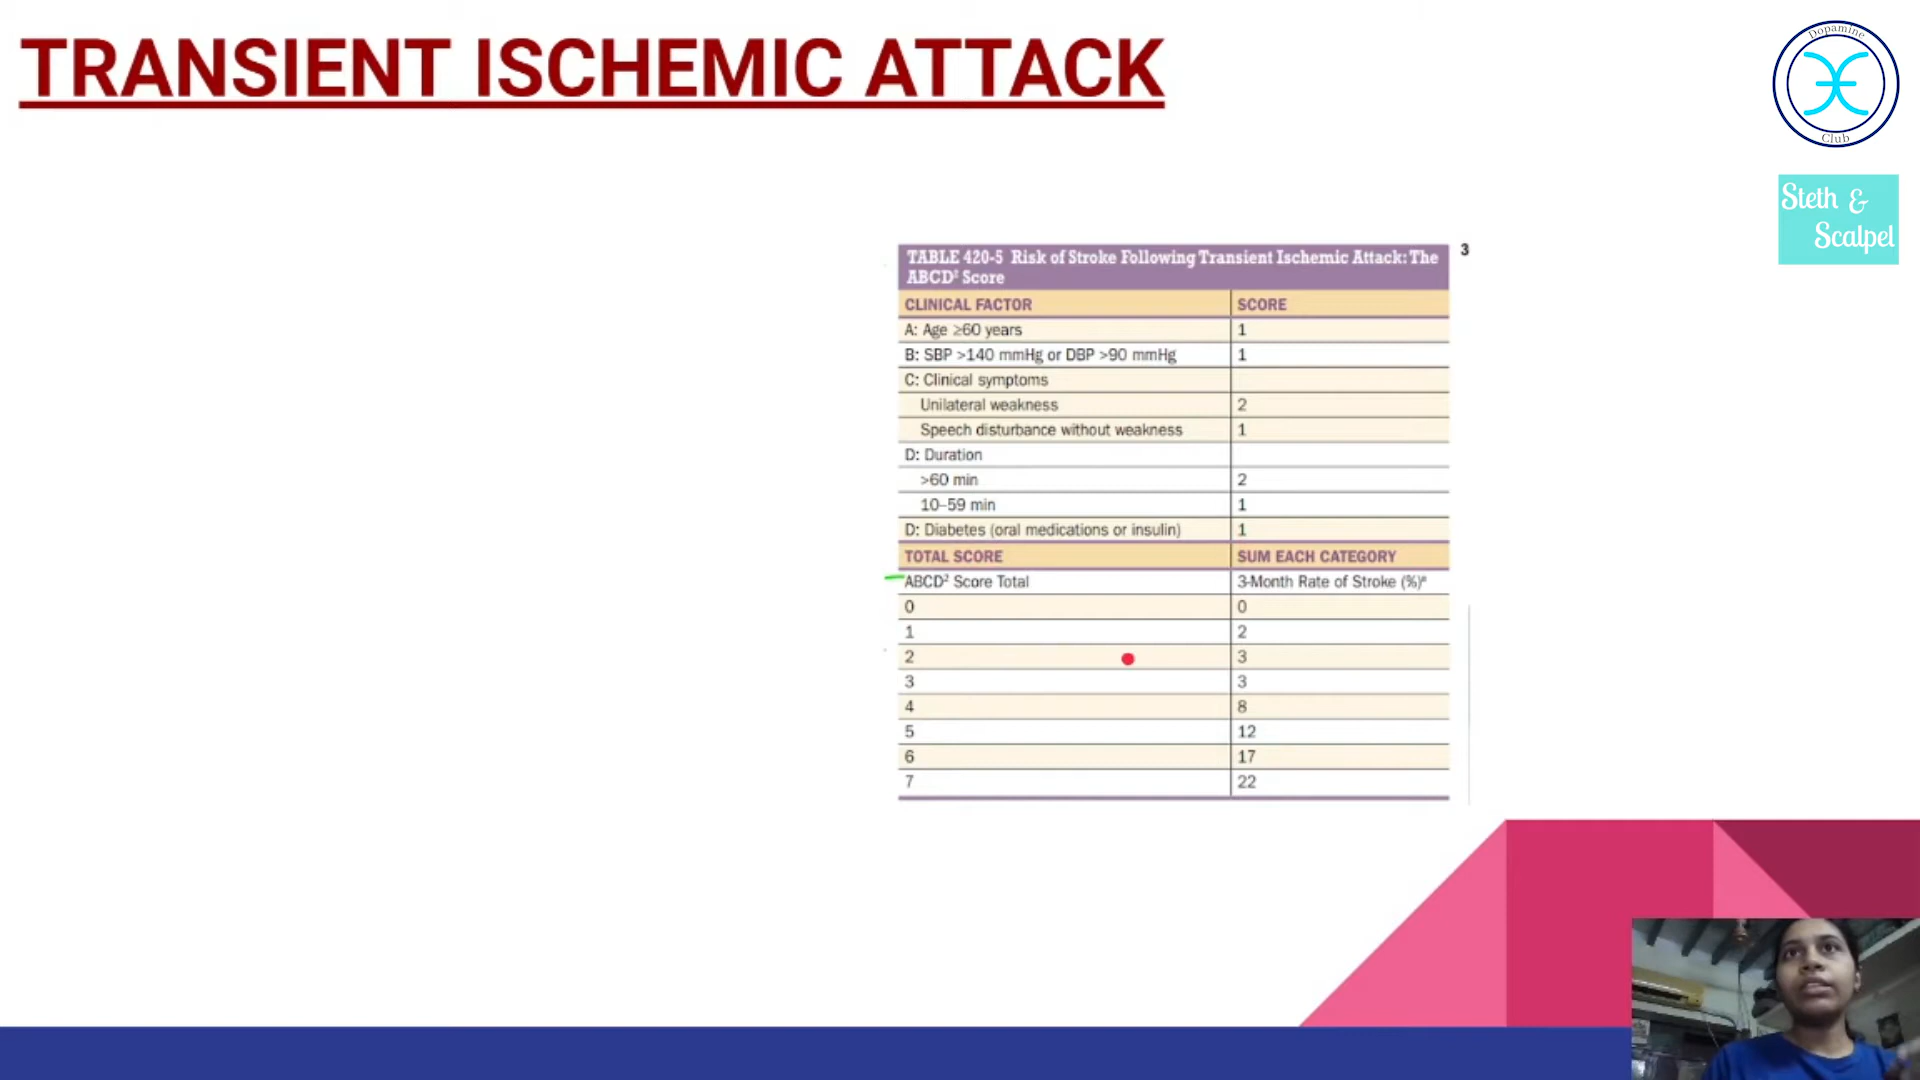 TRANSIENT ISCHEMIC ATTACK
Dopamine
Club
Steth &
Scalpel
3
TABLE 420-5 Risk of Stroke Following Transient Ischemic Attack: The
ABCD² Score
CLINICAL FACTOR SCORE
A: Age ≥60 years 1
B: SBP >140 mmHg or DBP >90 mmHg 1
C: Clinical symptoms
Unilateral weakness 2
Speech disturbance without weakness 1
D: Duration
>60 min 2
10–59 min 1
D: Diabetes (oral medications or insulin) 1
TOTAL SCORE SUM EACH CATEGORY
ABCD² Score Total 3-Month Rate of Stroke (%)ᵃ
0 0
1 2
2 3
3 3
4 8
5 12
6 17
7 22